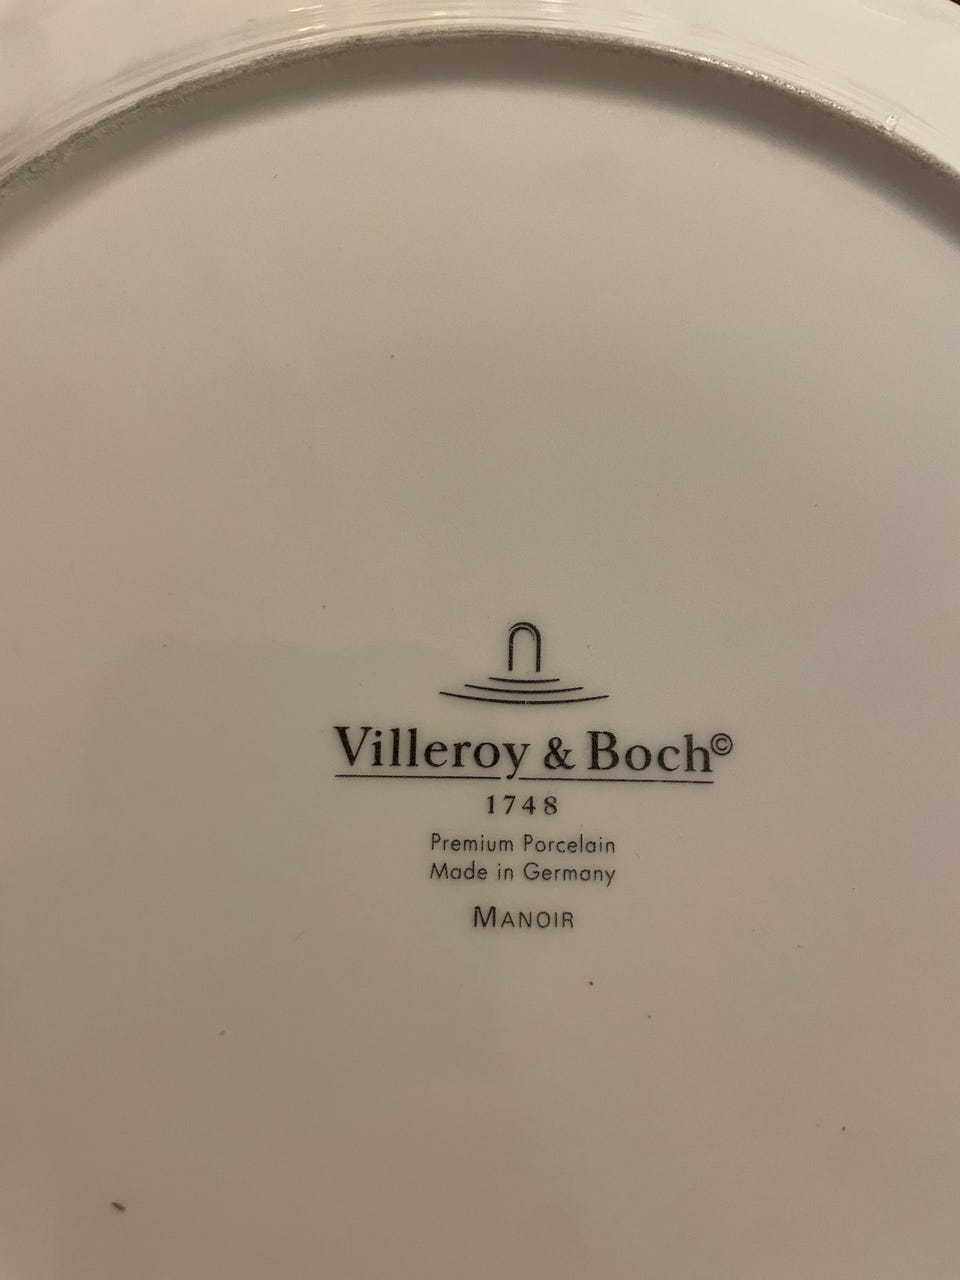 Villeroy & Boch©
1748
Premium Porcelain
Made in Germany
MANOIR